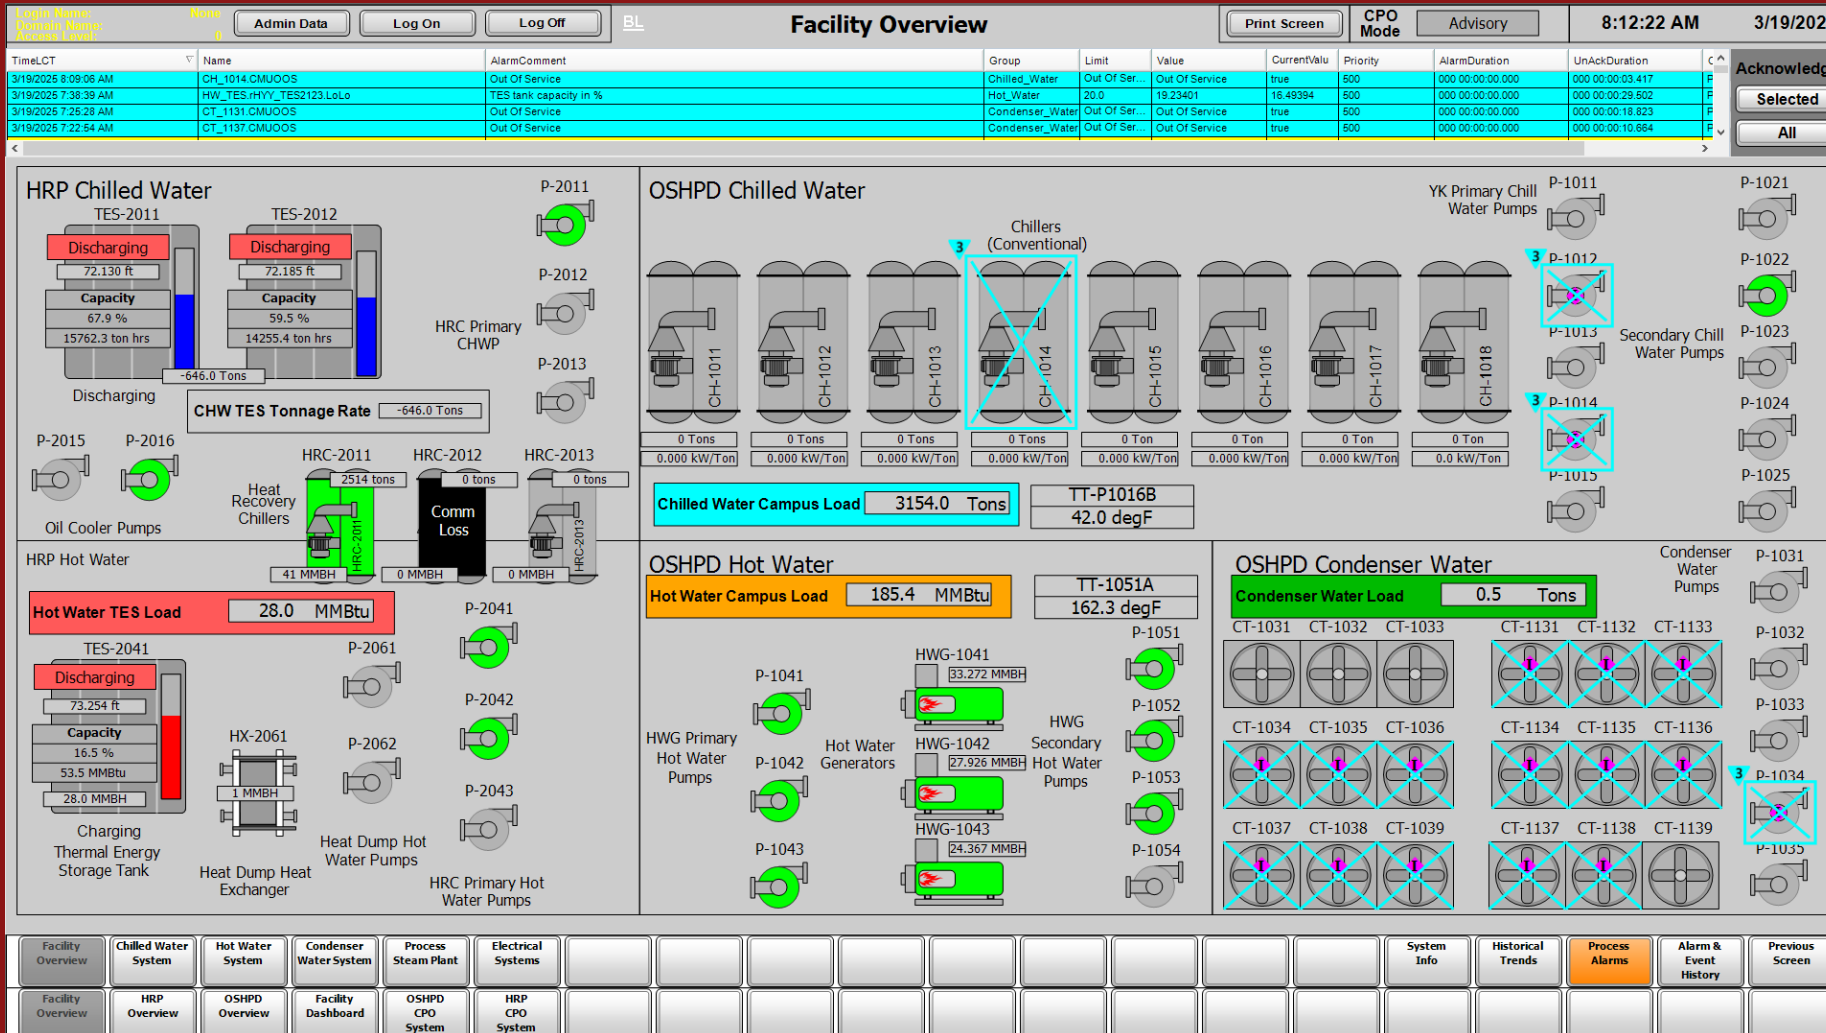 Login Name: None
Domain Name:
Access Level: 0
Admin Data
Log On
Log Off
BL
Facility Overview
Print Screen
CPO Mode
Advisory
8:12:22 AM
3/19/202
TimeLCT Name AlarmComment Group Limit Value CurrentValu Priority AlarmDuration UnAckDuration C
3/19/2025 8:09:06 AM CH_1014.CMUOOS Out Of Service Chilled_Water Out Of Ser... Out Of Service true 500 000 00:00:00.000 000 00:00:03.417 P
3/19/2025 7:38:39 AM HW_TES.rHYY_TES2123.LoLo TES tank capacity in % Hot_Water 20.0 19.23401 16.49394 500 000 00:00:00.000 000 00:00:29.502 P
3/19/2025 7:25:28 AM CT_1131.CMUOOS Out Of Service Condenser_Water Out Of Ser... Out Of Service true 500 000 00:00:00.000 000 00:00:18.823 P
3/19/2025 7:22:54 AM CT_1137.CMUOOS Out Of Service Condenser_Water Out Of Ser... Out Of Service true 500 000 00:00:00.000 000 00:00:10.664 P
Acknowledg
Selected
All
HRP Chilled Water
TES-2011
Discharging
72.130 ft
Capacity
67.9 %
15762.3 ton hrs
TES-2012
Discharging
72.185 ft
Capacity
59.5 %
14255.4 ton hrs
-646.0 Tons
Discharging
CHW TES Tonnage Rate -646.0 Tons
P-2011
P-2012
HRC Primary
CHWP
P-2013
P-2015
P-2016
Oil Cooler Pumps
Heat
Recovery
Chillers
HRC-2011
2514 tons
HRC-2011
41 MMBH
HRC-2012
0 tons
Comm
Loss
0 MMBH
HRC-2013
0 tons
HRC-2013
0 MMBH
OSHPD Chilled Water
Chillers
(Conventional)
3
CH-1011
0 Tons
0.000 kW/Ton
CH-1012
0 Tons
0.000 kW/Ton
CH-1013
0 Tons
0.000 kW/Ton
CH-1014
0 Tons
0.000 kW/Ton
CH-1015
0 Ton
0.000 kW/Ton
CH-1016
0 Ton
0.000 kW/Ton
CH-1017
0 Ton
0.000 kW/Ton
CH-1018
0 Ton
0.0 kW/Ton
Chilled Water Campus Load 3154.0 Tons
TT-P1016B
42.0 degF
YK Primary Chill
Water Pumps
P-1011
3
P-1012
P-1013
3
P-1014
P-1015
Secondary Chill
Water Pumps
P-1021
P-1022
P-1023
P-1024
P-1025
HRP Hot Water
Hot Water TES Load 28.0 MMBtu
TES-2041
Discharging
73.254 ft
Capacity
16.5 %
53.5 MMBtu
28.0 MMBH
Charging
Thermal Energy
Storage Tank
HX-2061
1 MMBH
Heat Dump Heat
Exchanger
P-2061
P-2062
Heat Dump Hot
Water Pumps
P-2041
P-2042
P-2043
HRC Primary Hot
Water Pumps
OSHPD Hot Water
Hot Water Campus Load 185.4 MMBtu
TT-1051A
162.3 degF
HWG Primary
Hot Water
Pumps
P-1041
P-1042
P-1043
Hot Water
Generators
HWG-1041
33.272 MMBH
HWG-1042
27.926 MMBH
HWG-1043
24.367 MMBH
HWG
Secondary
Hot Water
Pumps
P-1051
P-1052
P-1053
P-1054
OSHPD Condenser Water
Condenser Water Load 0.5 Tons
CT-1031 CT-1032 CT-1033 CT-1131 CT-1132 CT-1133
CT-1034 CT-1035 CT-1036 CT-1134 CT-1135 CT-1136
CT-1037 CT-1038 CT-1039 CT-1137 CT-1138 CT-1139
Condenser
Water
Pumps
P-1031
P-1032
P-1033
3
P-1034
P-1035
Facility Overview
Chilled Water System
Hot Water System
Condenser Water System
Process Steam Plant
Electrical Systems
System Info
Historical Trends
Process Alarms
Alarm & Event History
Previous Screen
Facility Overview
HRP Overview
OSHPD Overview
Facility Dashboard
OSHPD CPO System
HRP CPO System